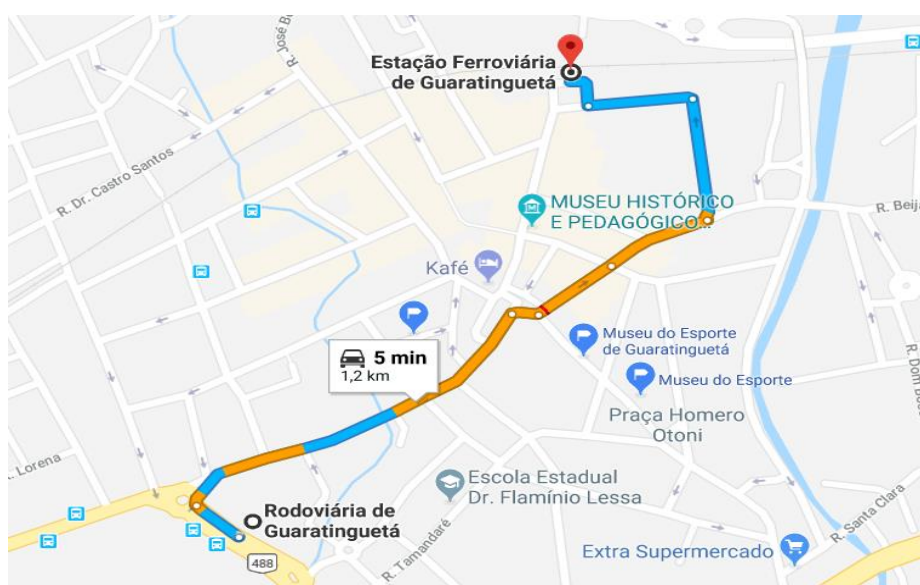 Estação Ferroviária
de Guaratinguetá
R. Dr. Castro Santos
MUSEU HISTÓRICO
E PEDAGÓGICO...
R. Beija
Kafé
Museu do Esporte
de Guaratinguetá
5 min
1,2 km
Museu do Esporte
Praça Homero
Otoni
R. Lorena
Escola Estadual
Dr. Flamínio Lessa
Rodoviária de
Guaratinguetá
R. Santa Clara
Extra Supermercado
488
R. Tamandaré